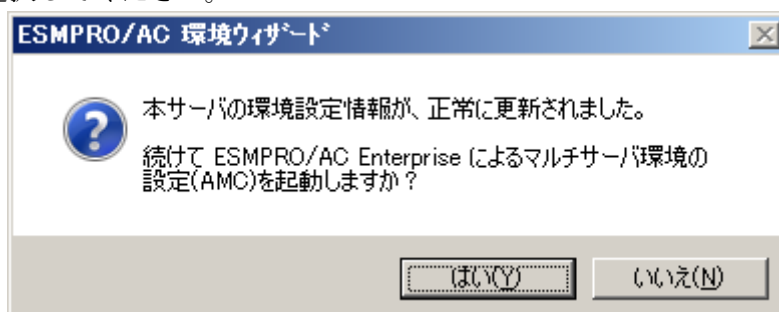 ESMPRO/AC 環境ウィザード
本サーバの環境設定情報が、正常に更新されました。
続けて ESMPRO/AC Enterprise によるマルチサーバ環境の
設定(AMC)を起動しますか？
はい(Y) いいえ(N)